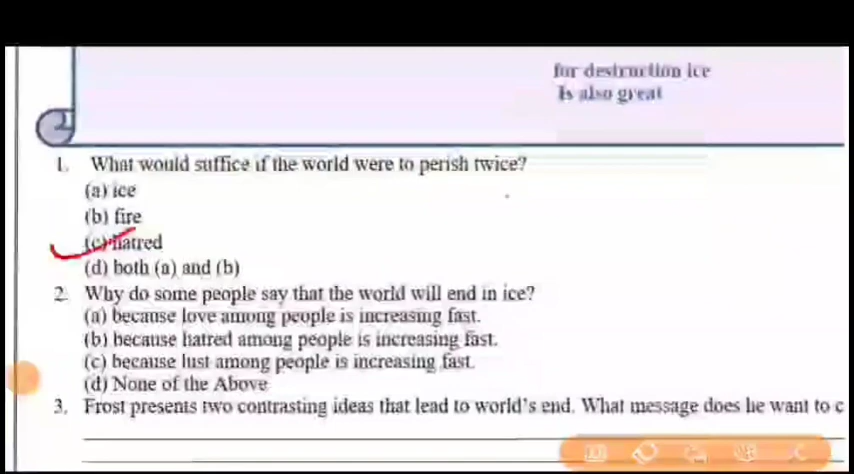 for destruction ice
Is also great
1. What would suffice if the world were to perish twice?
(a) ice
(b) fire
(c) hatred
(d) both (a) and (b)
2. Why do some people say that the world will end in ice?
(a) because love among people is increasing fast.
(b) because hatred among people is increasing fast.
(c) because lust among people is increasing fast.
(d) None of the Above
3. Frost presents two contrasting ideas that lead to world's end. What message does he want to c